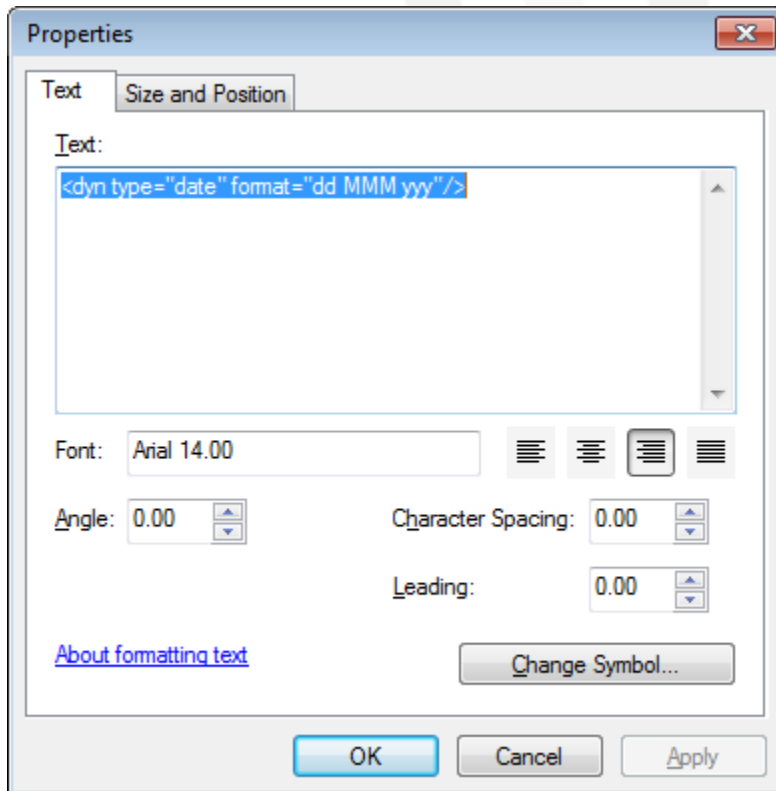 Properties
Text
Size and Position
Text:
<dyn type="date" format="dd MMM yyy"/>
Font: Arial 14.00
Angle: 0.00 Character Spacing: 0.00
Leading: 0.00
About formatting text Change Symbol...
OK Cancel Apply